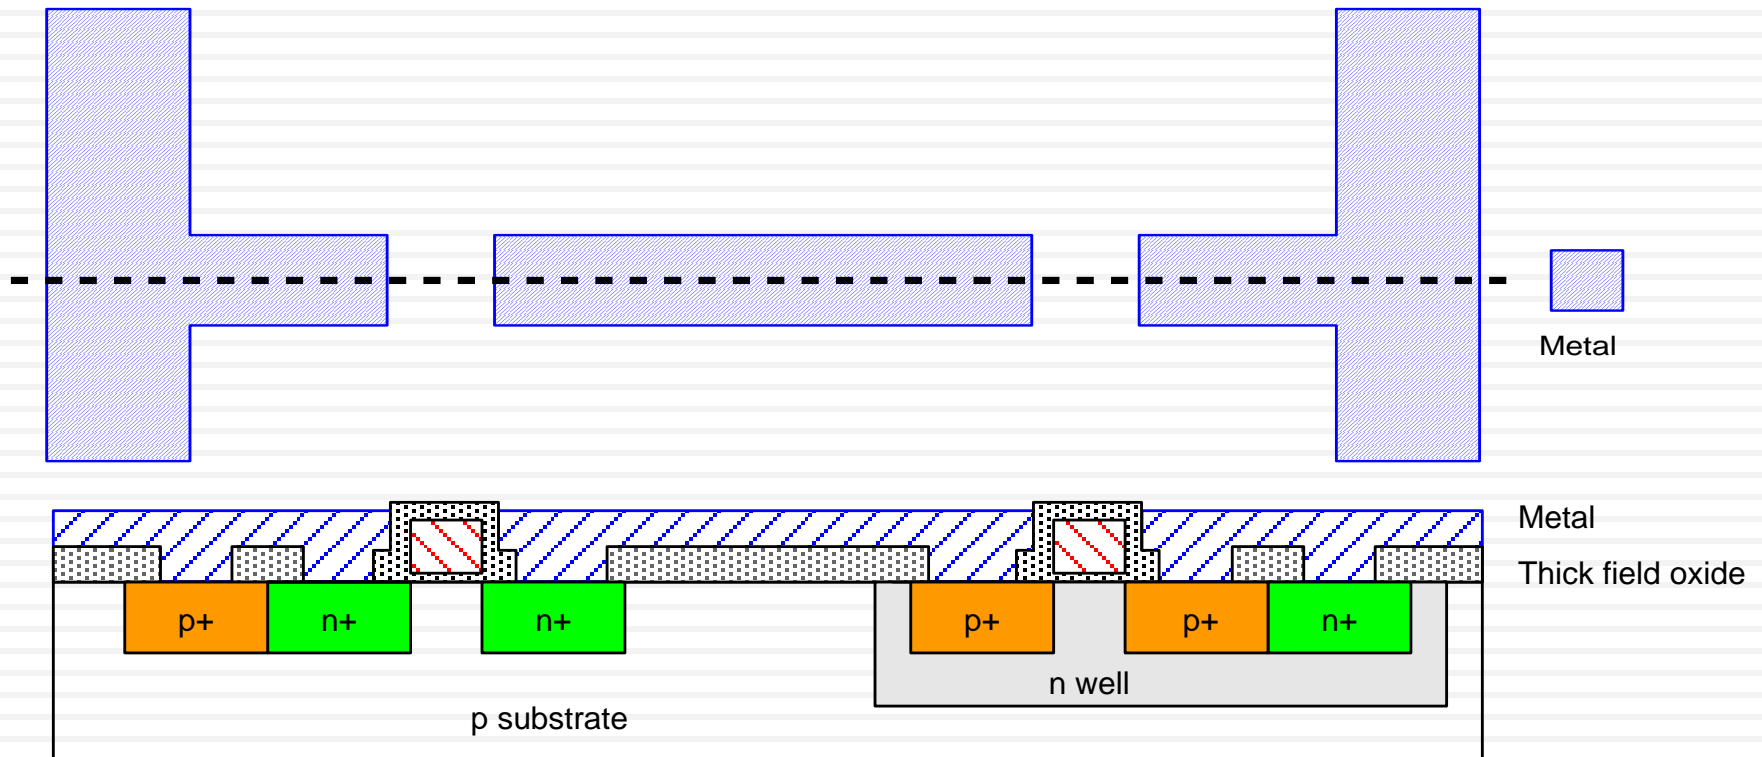 Metal
Metal
Thick field oxide
p+
n+
n+
p+
p+
n+
n well
p substrate